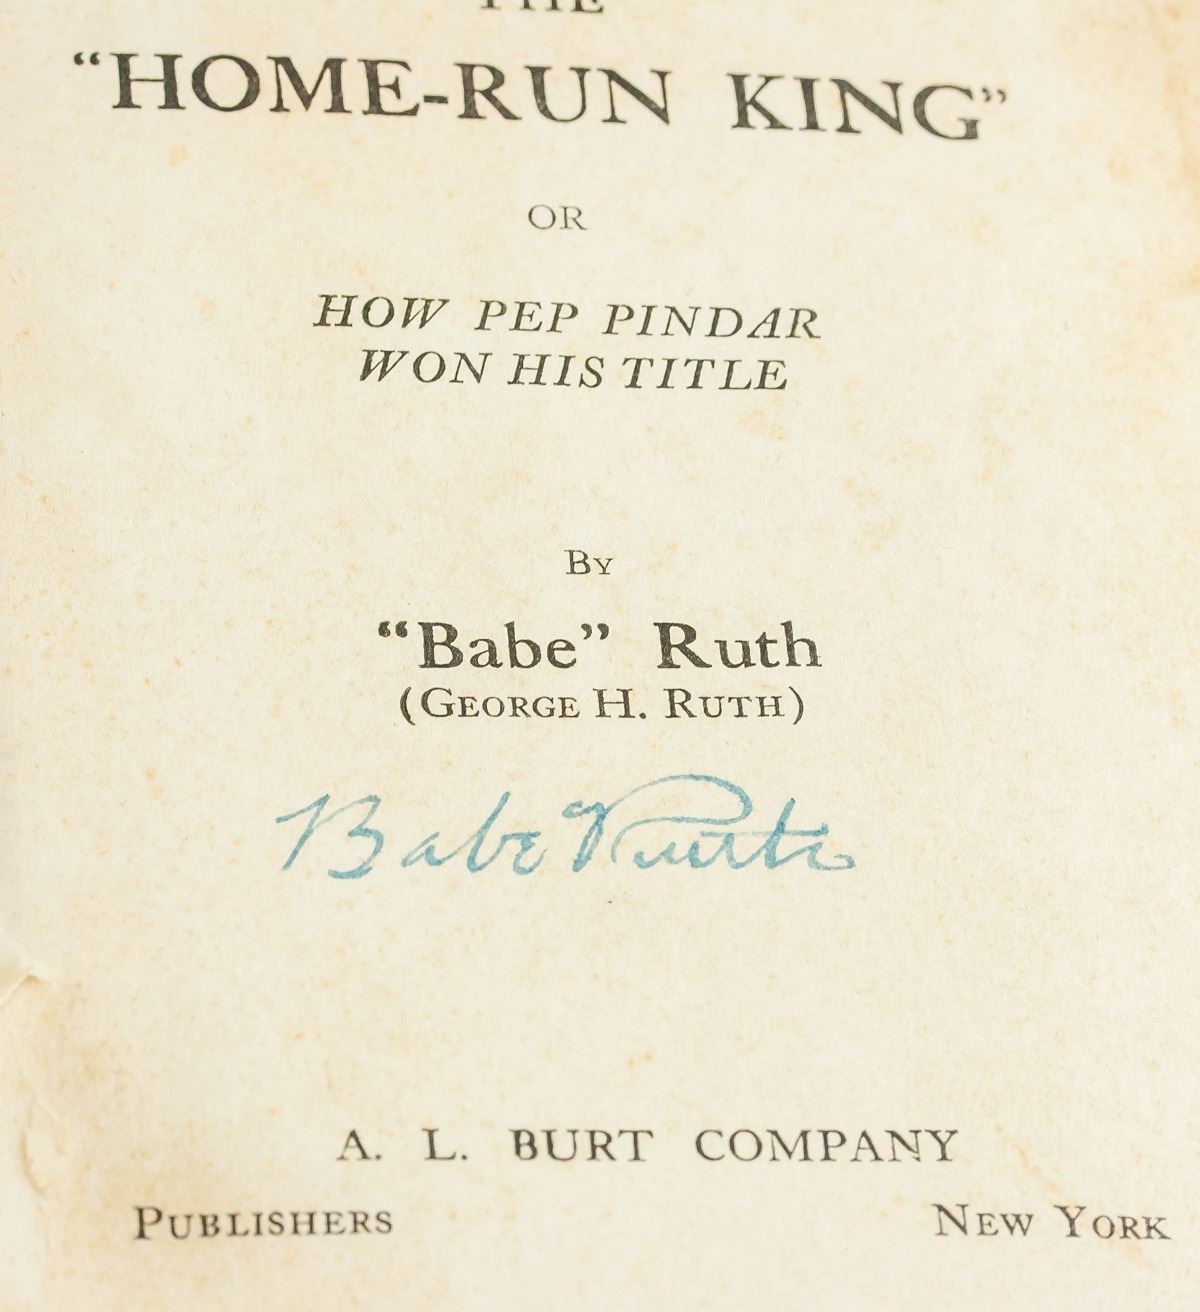 THE
“HOME-RUN KING”
OR
HOW PEP PINDAR
WON HIS TITLE
By
“Babe” Ruth
(George H. Ruth)
Babe Ruth
A. L. BURT COMPANY
Publishers New York